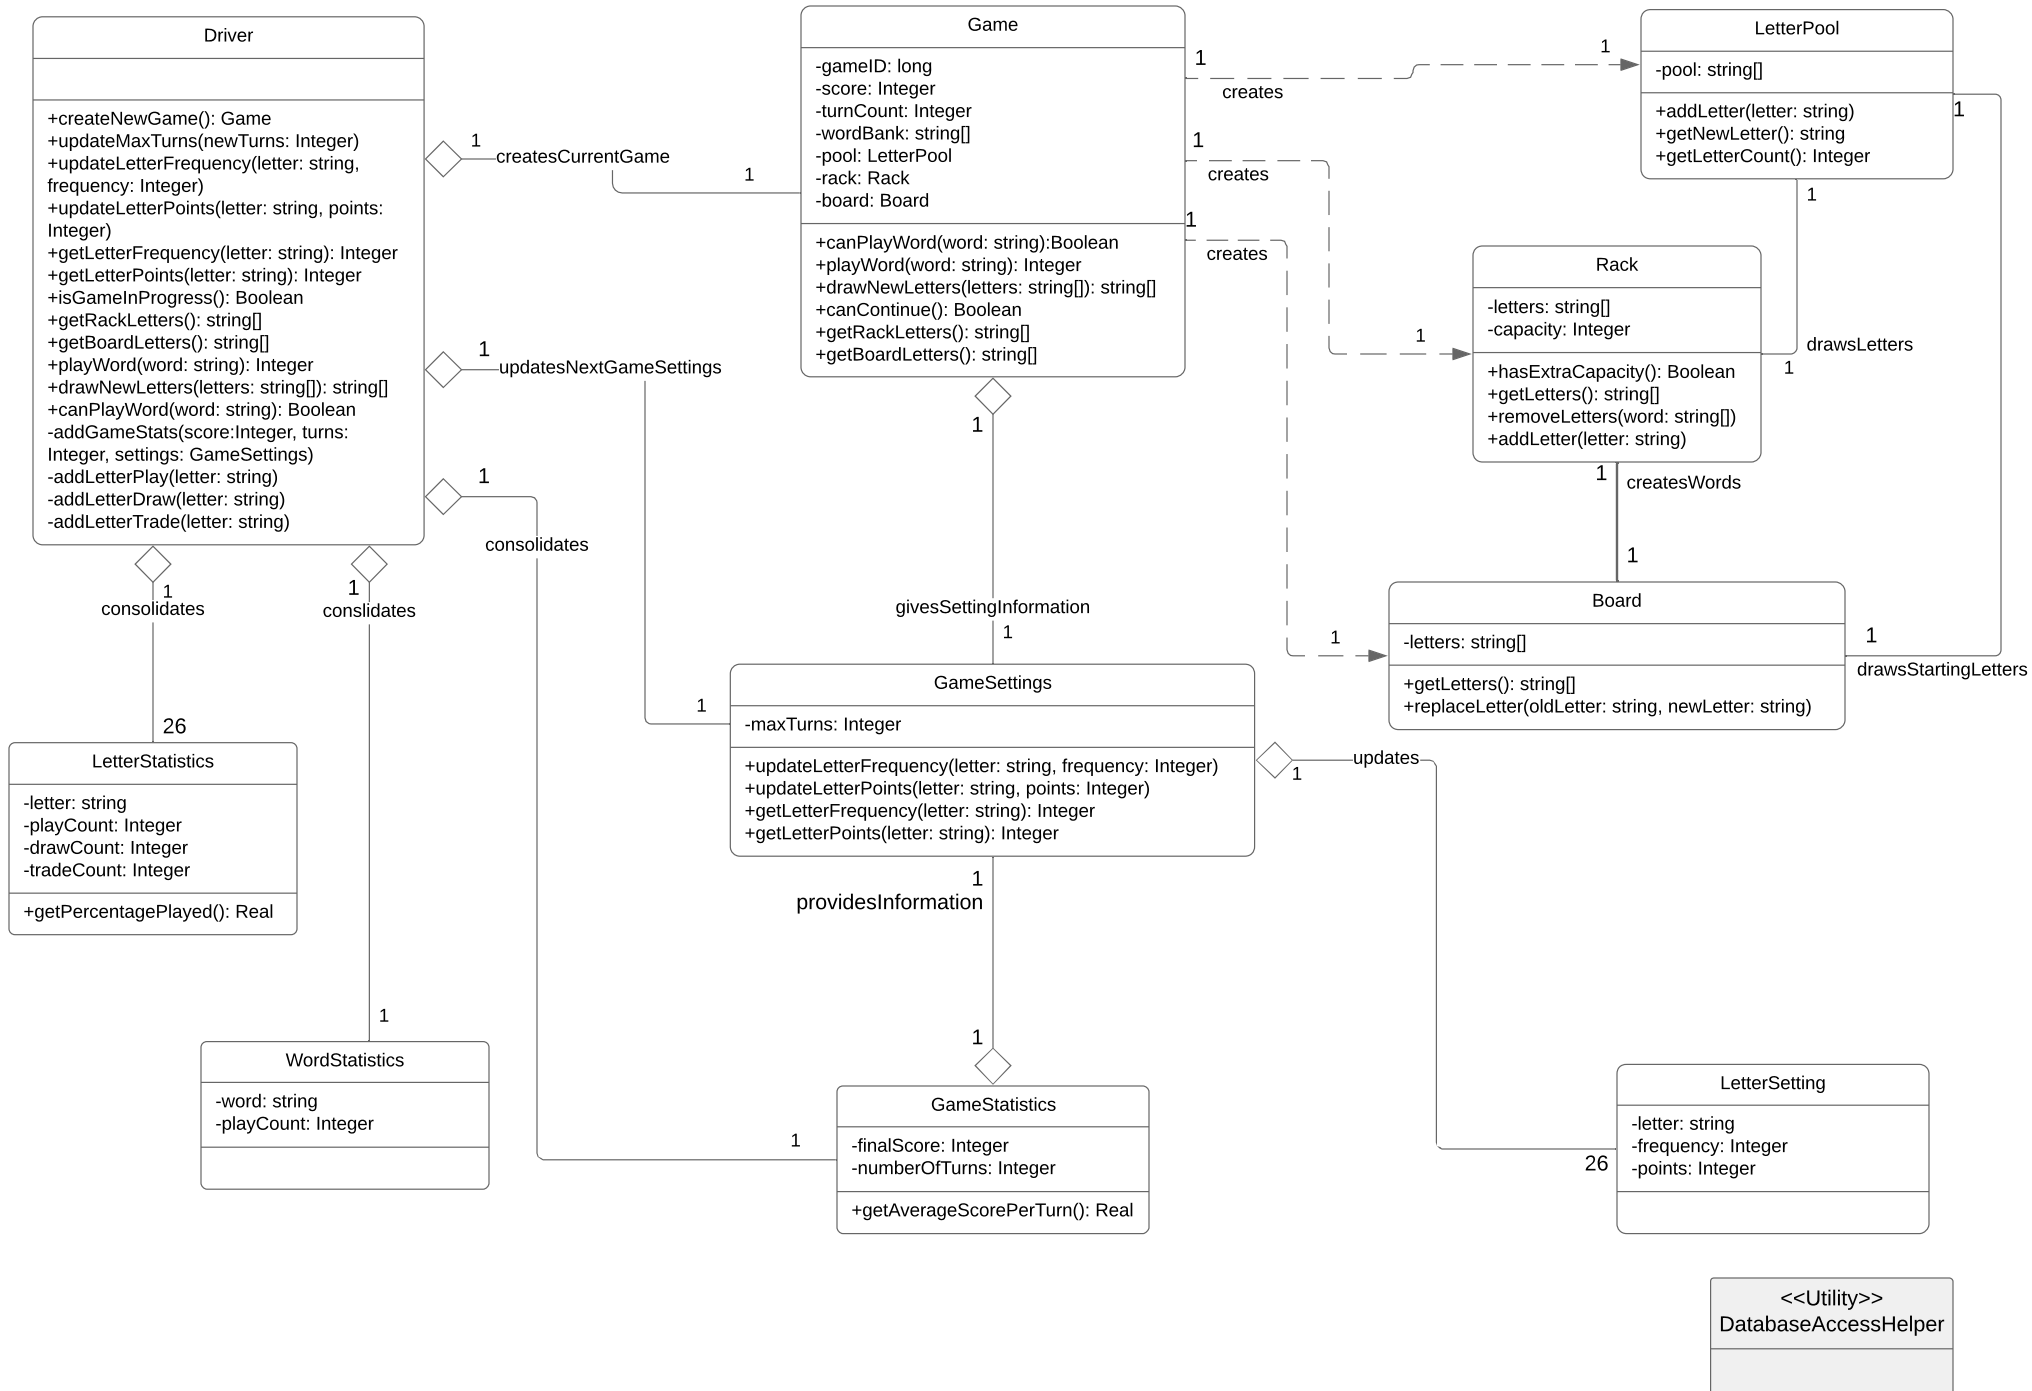 Driver
+createNewGame(): Game
+updateMaxTurns(newTurns: Integer)
+updateLetterFrequency(letter: string,
frequency: Integer)
+updateLetterPoints(letter: string, points:
Integer)
+getLetterFrequency(letter: string): Integer
+getLetterPoints(letter: string): Integer
+isGameInProgress(): Boolean
+getRackLetters(): string[]
+getBoardLetters(): string[]
+playWord(word: string): Integer
+drawNewLetters(letters: string[]): string[]
+canPlayWord(word: string): Boolean
-addGameStats(score:Integer, turns:
Integer, settings: GameSettings)
-addLetterPlay(letter: string)
-addLetterDraw(letter: string)
-addLetterTrade(letter: string)
1
createsCurrentGame
1
1
updatesNextGameSettings
1
1
consolidates
1
1
consolidates
26
1
conslidates
1
Game
-gameID: long
-score: Integer
-turnCount: Integer
-wordBank: string[]
-pool: LetterPool
-rack: Rack
-board: Board
+canPlayWord(word: string):Boolean
+playWord(word: string): Integer
+drawNewLetters(letters: string[]): string[]
+canContinue(): Boolean
+getRackLetters(): string[]
+getBoardLetters(): string[]
1
creates
1
1
creates
1
1
creates
1
1
givesSettingInformation
1
LetterPool
-pool: string[]
+addLetter(letter: string)
+getNewLetter(): string
+getLetterCount(): Integer
1
1
drawsLetters
1
Rack
-letters: string[]
-capacity: Integer
+hasExtraCapacity(): Boolean
+getLetters(): string[]
+removeLetters(word: string[])
+addLetter(letter: string)
1
createsWords
1
Board
-letters: string[]
+getLetters(): string[]
+replaceLetter(oldLetter: string, newLetter: string)
1
drawsStartingLetters
GameSettings
-maxTurns: Integer
+updateLetterFrequency(letter: string, frequency: Integer)
+updateLetterPoints(letter: string, points: Integer)
+getLetterFrequency(letter: string): Integer
+getLetterPoints(letter: string): Integer
1
updates
26
1
providesInformation
1
LetterStatistics
-letter: string
-playCount: Integer
-drawCount: Integer
-tradeCount: Integer
+getPercentagePlayed(): Real
WordStatistics
-word: string
-playCount: Integer
GameStatistics
-finalScore: Integer
-numberOfTurns: Integer
+getAverageScorePerTurn(): Real
LetterSetting
-letter: string
-frequency: Integer
-points: Integer
<<Utility>>
DatabaseAccessHelper